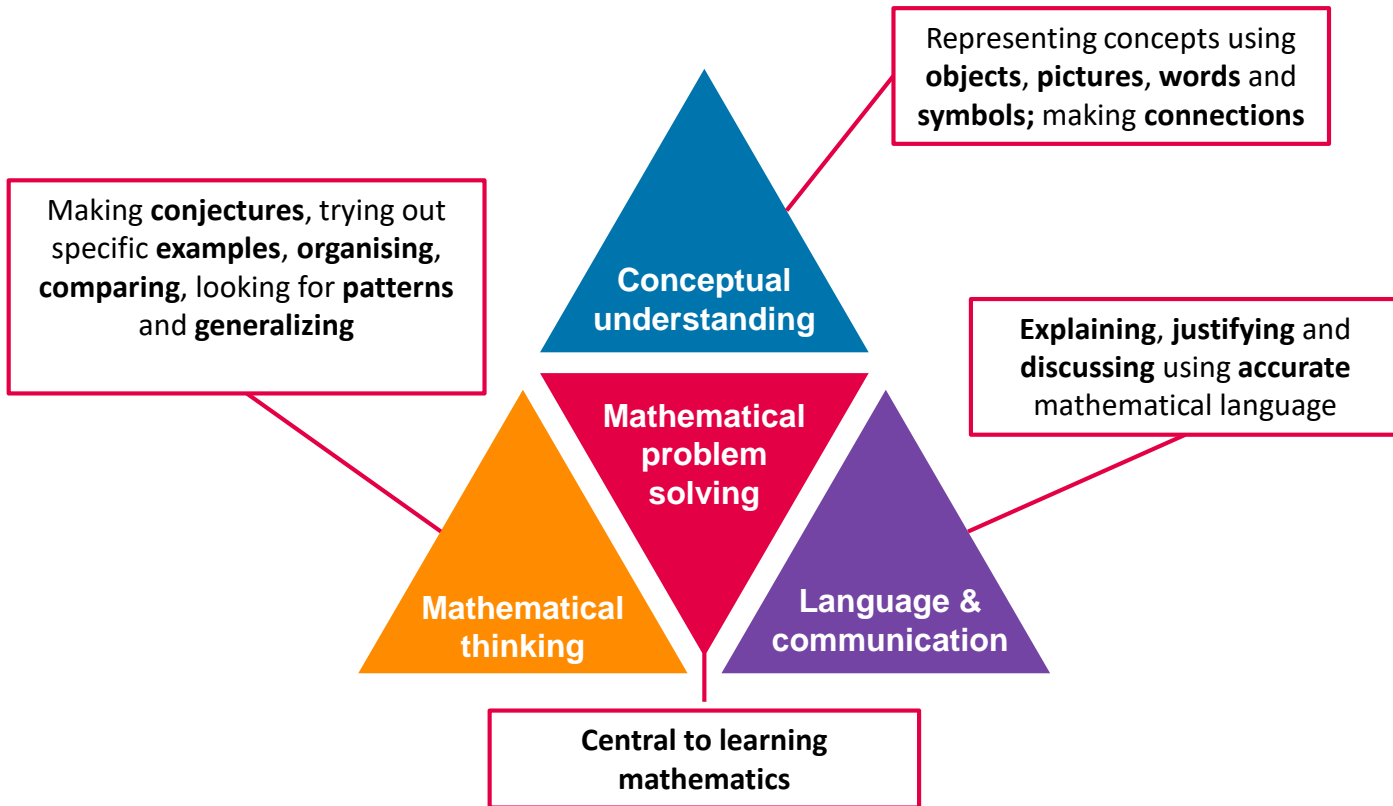 Representing concepts using
objects, pictures, words and
symbols; making connections
Making conjectures, trying out
specific examples, organising,
comparing, looking for patterns
and generalizing
Conceptual
understanding
Explaining, justifying and
discussing using accurate
mathematical language
Mathematical
problem
solving
Mathematical
thinking
Language &
communication
Central to learning
mathematics